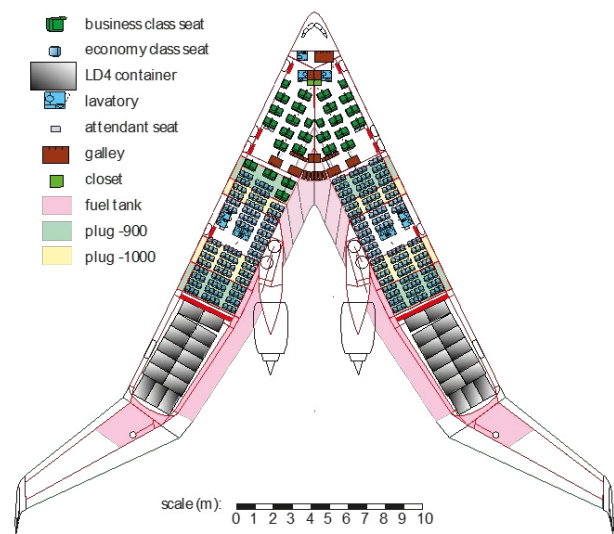 business class seat
economy class seat
LD4 container
lavatory
attendant seat
galley
closet
fuel tank
plug -900
plug -1000
scale (m):
0 1 2 3 4 5 6 7 8 9 10